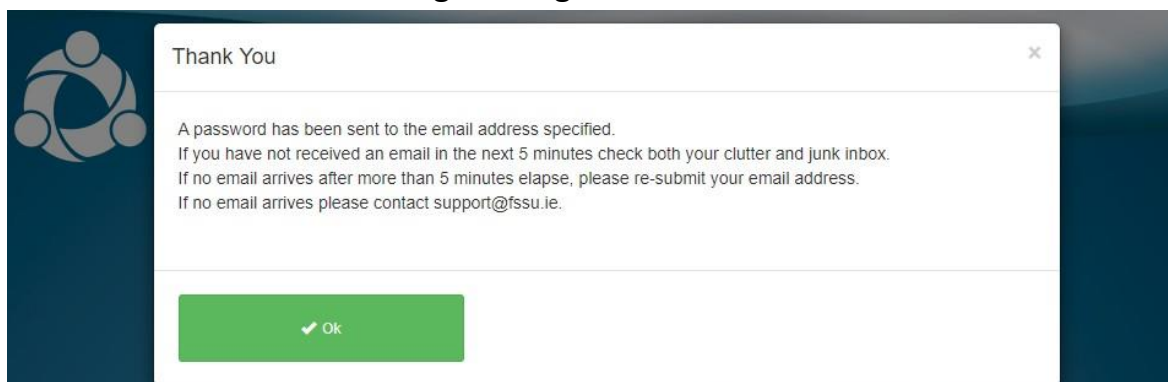 Thank You
×
A password has been sent to the email address specified.
If you have not received an email in the next 5 minutes check both your clutter and junk inbox.
If no email arrives after more than 5 minutes elapse, please re-submit your email address.
If no email arrives please contact support@fssu.ie.
✔ Ok